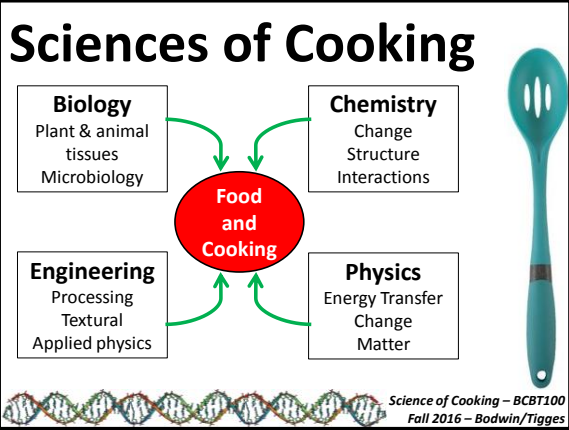 Sciences of Cooking
Biology
Plant & animal
tissues
Microbiology
Chemistry
Change
Structure
Interactions
Food
and
Cooking
Engineering
Processing
Textural
Applied physics
Physics
Energy Transfer
Change
Matter
Science of Cooking – BCBT100
Fall 2016 – Bodwin/Tigges